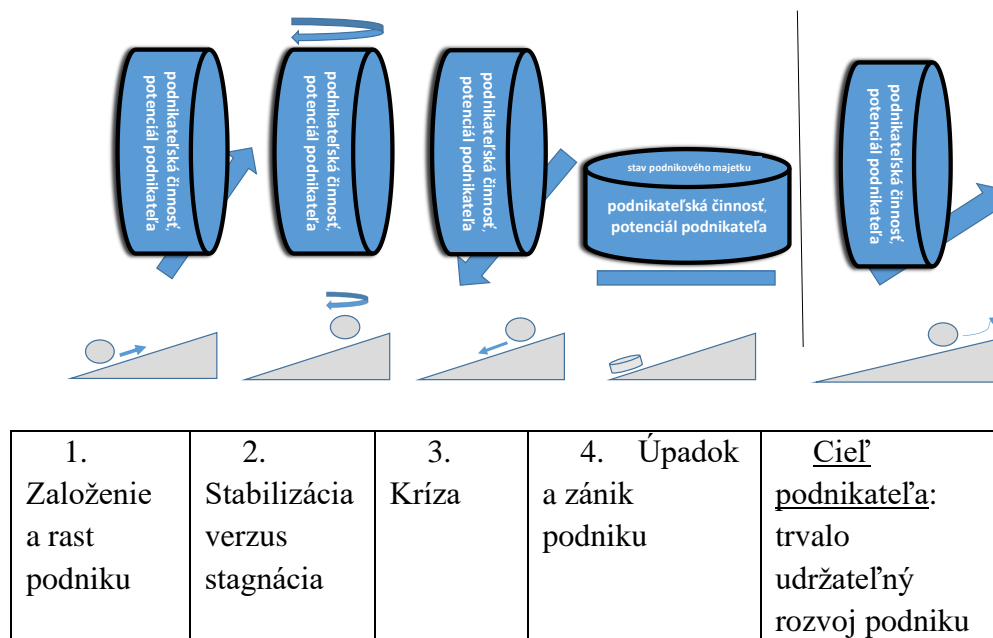 podnikateľská činnosť,
potenciál podnikateľa
podnikateľská činnosť,
potenciál podnikateľa
podnikateľská činnosť,
potenciál podnikateľa
stav podnikového majetku
podnikateľská činnosť,
potenciál podnikateľa
podnikateľská činnosť,
potenciál podnikateľa
1.
Založenie
a rast
podniku
2.
Stabilizácia
verzus
stagnácia
3.
Kríza
4. Úpadok
a zánik
podniku
Cieľ
podnikateľa:
trvalo
udržateľný
rozvoj podniku